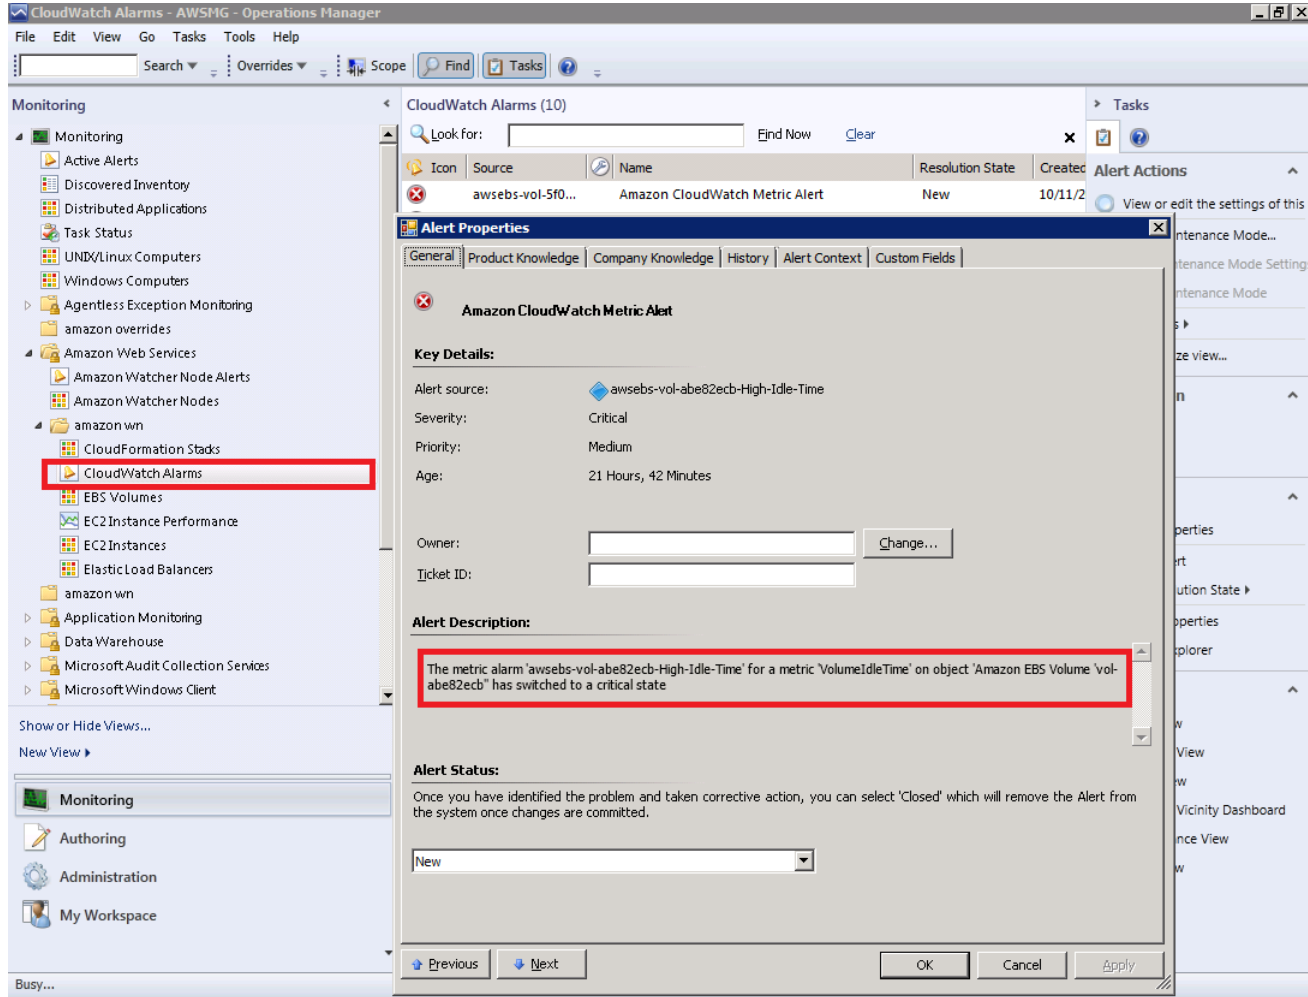 CloudWatch Alarms - AWSMG - Operations Manager
File Edit View Go Tasks Tools Help
Search Overrides Scope Find Tasks
Monitoring
Monitoring
Active Alerts
Discovered Inventory
Distributed Applications
Task Status
UNIX/Linux Computers
Windows Computers
Agentless Exception Monitoring
amazon overrides
Amazon Web Services
Amazon Watcher Node Alerts
Amazon Watcher Nodes
amazon wn
CloudFormation Stacks
CloudWatch Alarms
EBS Volumes
EC2 Instance Performance
EC2 Instances
Elastic Load Balancers
amazon wn
Application Monitoring
Data Warehouse
Microsoft Audit Collection Services
Microsoft Windows Client
Show or Hide Views...
New View
Monitoring
Authoring
Administration
My Workspace
Busy...
CloudWatch Alarms (10)
Look for: Find Now Clear
Icon Source Name Resolution State Created
awsebs-vol-5f0... Amazon CloudWatch Metric Alert New 10/11/2
Alert Properties
General Product Knowledge Company Knowledge History Alert Context Custom Fields
Amazon CloudWatch Metric Alert
Key Details:
Alert source: awsebs-vol-abe82ecb-High-Idle-Time
Severity: Critical
Priority: Medium
Age: 21 Hours, 42 Minutes
Owner: Change...
Ticket ID:
Alert Description:
The metric alarm 'awsebs-vol-abe82ecb-High-Idle-Time' for a metric 'VolumeIdleTime' on object 'Amazon EBS Volume 'vol-
abe82ecb'' has switched to a critical state
Alert Status:
Once you have identified the problem and taken corrective action, you can select 'Closed' which will remove the Alert from
the system once changes are committed.
New
Previous Next OK Cancel Apply
Tasks
Alert Actions
View or edit the settings of this
ntenance Mode...
tenance Mode Setting
ntenance Mode
s
ze view...
n
perties
rt
ution State
operties
xplorer
w
View
ew
Vicinity Dashboard
nce View
w